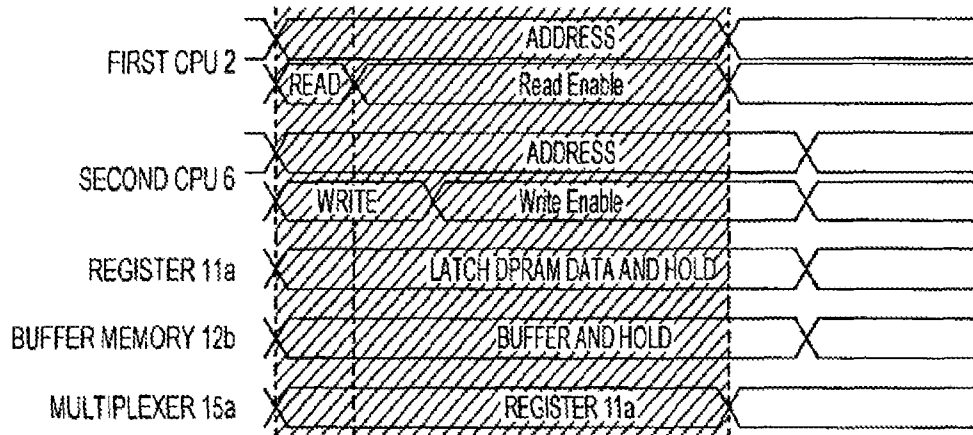 ADDRESS
FIRST CPU 2
READ Read Enable
ADDRESS
SECOND CPU 6
WRITE Write Enable
REGISTER 11a LATCH DPRAM DATA AND HOLD
BUFFER MEMORY 12b BUFFER AND HOLD
MULTIPLEXER 15a REGISTER 11a